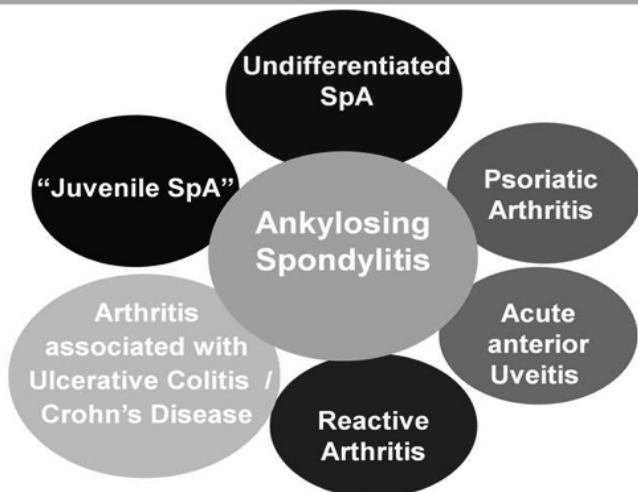 Undifferentiated
SpA
“Juvenile SpA”
Psoriatic
Arthritis
Ankylosing
Spondylitis
Arthritis
associated with
Ulcerative Colitis /
Crohn’s Disease
Acute
anterior
Uveitis
Reactive
Arthritis